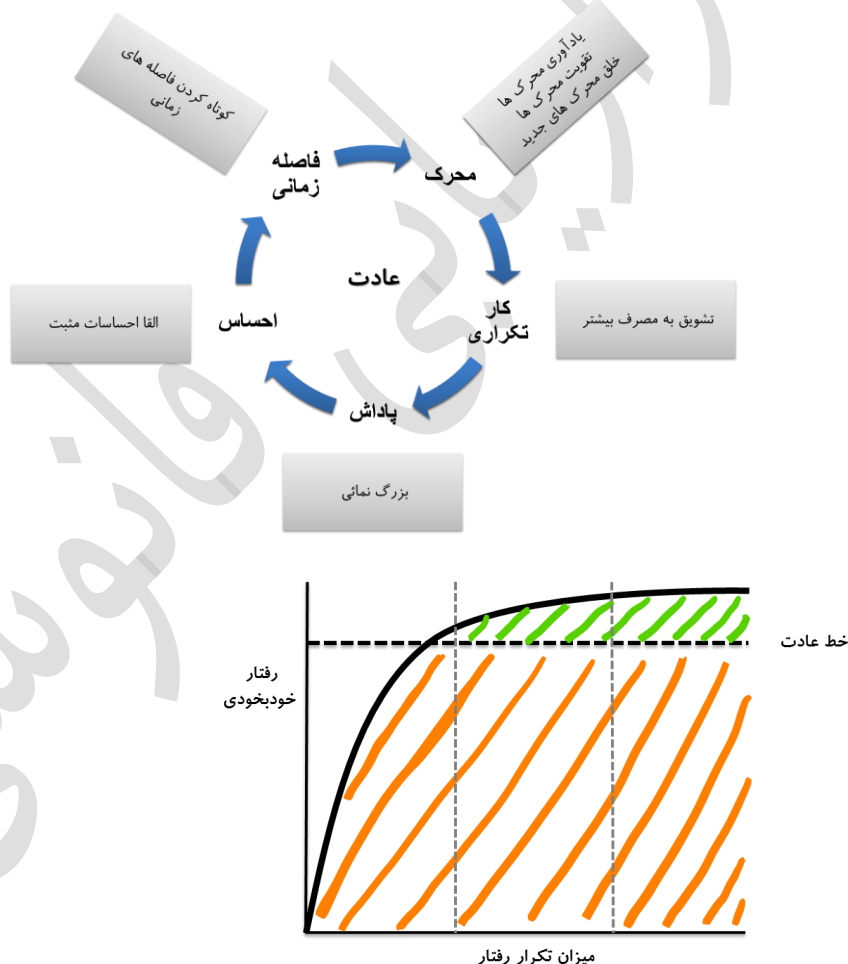 کوتاه کردن فاصله های
زمانی
یادآوری محرک ها
تقویت محرک ها
خلق محرک های جدید
فاصله
زمانی
محرک
عادت
کار
تکراری
تشویق به مصرف بیشتر
احساس
القا احساسات مثبت
پاداش
بزرگ نمائی
خط عادت
رفتار
خودبخودی
میزان تکرار رفتار